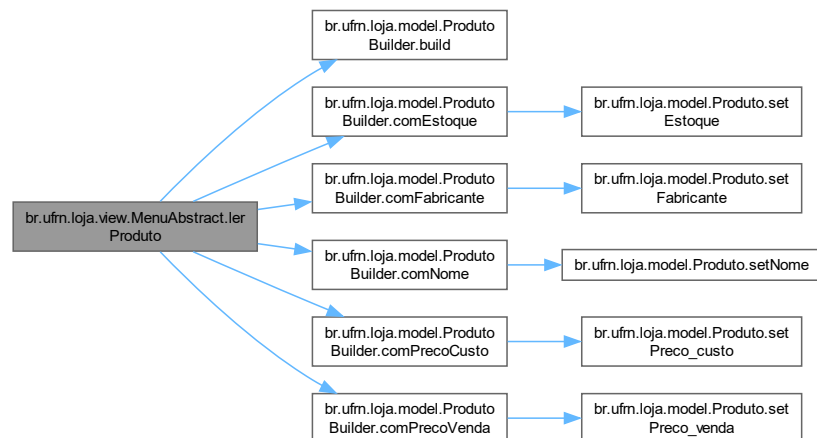 br.ufrn.loja.model.Produto
Builder.build
br.ufrn.loja.model.Produto
Builder.comEstoque
br.ufrn.loja.model.Produto.set
Estoque
br.ufrn.loja.model.Produto
Builder.comFabricante
br.ufrn.loja.model.Produto.set
Fabricante
br.ufrn.loja.view.MenuAbstract.ler
Produto
br.ufrn.loja.model.Produto
Builder.comNome
br.ufrn.loja.model.Produto.setNome
br.ufrn.loja.model.Produto
Builder.comPrecoCusto
br.ufrn.loja.model.Produto.set
Preco_custo
br.ufrn.loja.model.Produto
Builder.comPrecoVenda
br.ufrn.loja.model.Produto.set
Preco_venda